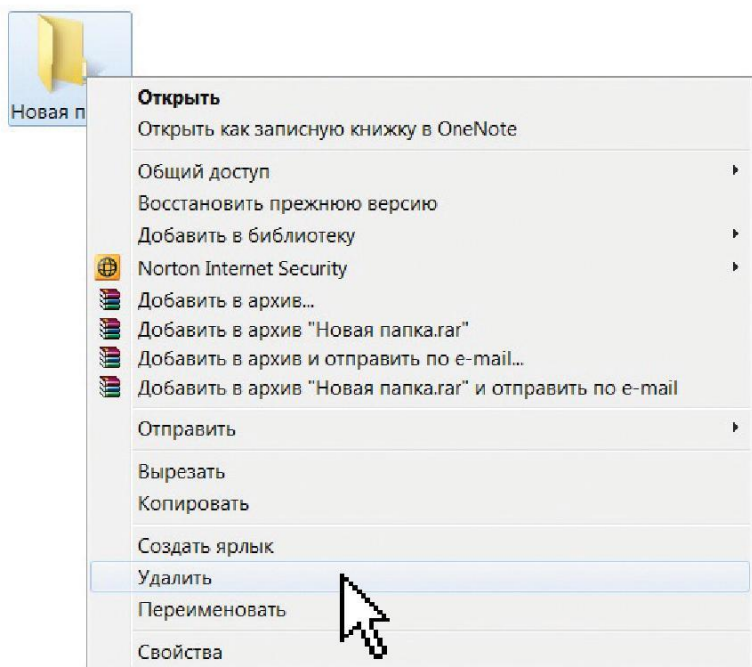 Новая п
Открыть
Открыть как записную книжку в OneNote
Общий доступ
Восстановить прежнюю версию
Добавить в библиотеку
Norton Internet Security
Добавить в архив...
Добавить в архив "Новая папка.rar"
Добавить в архив и отправить по e-mail...
Добавить в архив "Новая папка.rar" и отправить по e-mail
Отправить
Вырезать
Копировать
Создать ярлык
Удалить
Переименовать
Свойства